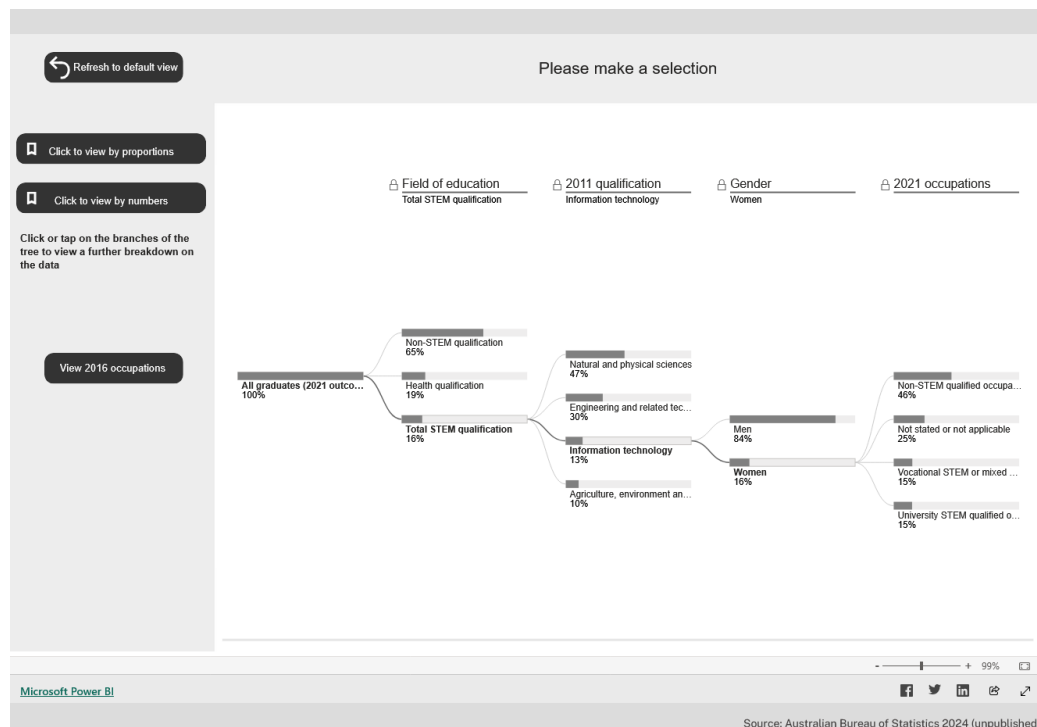 Refresh to default view
Please make a selection
Click to view by proportions
Click to view by numbers
Click or tap on the branches of the
tree to view a further breakdown on
the data
View 2016 occupations
Field of education
Total STEM qualification
2011 qualification
Information technology
Gender
Women
2021 occupations
All graduates (2021 outco...
100%
Non-STEM qualification
65%
Health qualification
19%
Total STEM qualification
16%
Natural and physical sciences
47%
Engineering and related tec...
30%
Information technology
13%
Agriculture, environment an...
10%
Men
84%
Women
16%
Non-STEM qualified occupa...
46%
Not stated or not applicable
25%
Vocational STEM or mixed ...
15%
University STEM qualified o...
15%
- + 99%
Microsoft Power BI
Source: Australian Bureau of Statistics 2024 (unpublished